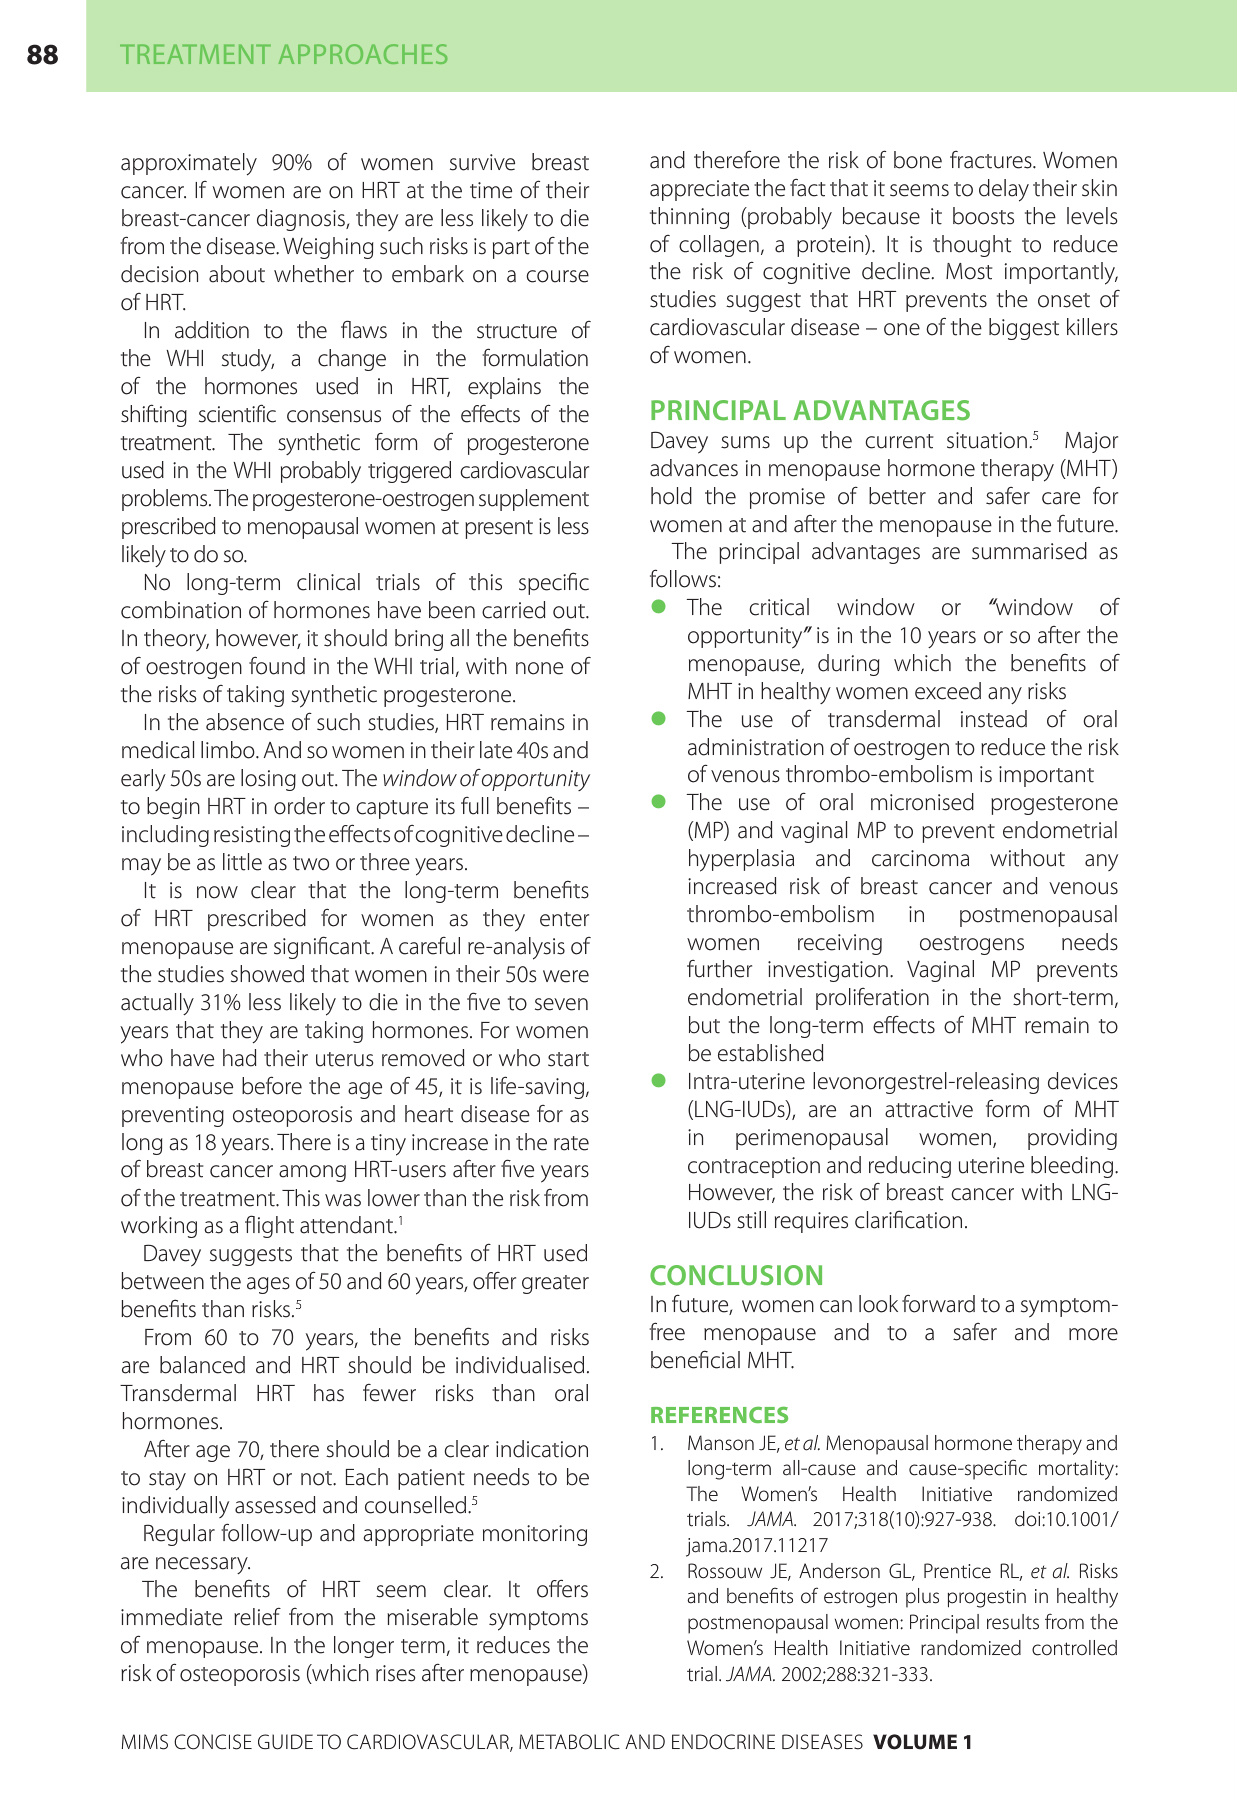 88
TREATMENT APPROACHES
approximately 90% of women survive breast
cancer. If women are on HRT at the time of their
breast-cancer diagnosis, they are less likely to die
from the disease. Weighing such risks is part of the
decision about whether to embark on a course
of HRT.
In addition to the flaws in the structure of
the WHI study, a change in the formulation
of the hormones used in HRT, explains the
shifting scientific consensus of the effects of the
treatment. The synthetic form of progesterone
used in the WHI probably triggered cardiovascular
problems. The progesterone-oestrogen supplement
prescribed to menopausal women at present is less
likely to do so.
No long-term clinical trials of this specific
combination of hormones have been carried out.
In theory, however, it should bring all the benefits
of oestrogen found in the WHI trial, with none of
the risks of taking synthetic progesterone.
In the absence of such studies, HRT remains in
medical limbo. And so women in their late 40s and
early 50s are losing out. The window of opportunity
to begin HRT in order to capture its full benefits –
including resisting the effects of cognitive decline –
may be as little as two or three years.
It is now clear that the long-term benefits
of HRT prescribed for women as they enter
menopause are significant. A careful re-analysis of
the studies showed that women in their 50s were
actually 31% less likely to die in the five to seven
years that they are taking hormones. For women
who have had their uterus removed or who start
menopause before the age of 45, it is life-saving,
preventing osteoporosis and heart disease for as
long as 18 years. There is a tiny increase in the rate
of breast cancer among HRT-users after five years
of the treatment. This was lower than the risk from
working as a flight attendant.1
Davey suggests that the benefits of HRT used
between the ages of 50 and 60 years, offer greater
benefits than risks.5
From 60 to 70 years, the benefits and risks
are balanced and HRT should be individualised.
Transdermal HRT has fewer risks than oral
hormones.
After age 70, there should be a clear indication
to stay on HRT or not. Each patient needs to be
individually assessed and counselled.5
Regular follow-up and appropriate monitoring
are necessary.
The benefits of HRT seem clear. It offers
immediate relief from the miserable symptoms
of menopause. In the longer term, it reduces the
risk of osteoporosis (which rises after menopause)
and therefore the risk of bone fractures. Women
appreciate the fact that it seems to delay their skin
thinning (probably because it boosts the levels
of collagen, a protein). It is thought to reduce
the risk of cognitive decline. Most importantly,
studies suggest that HRT prevents the onset of
cardiovascular disease – one of the biggest killers
of women.
PRINCIPAL ADVANTAGES
Davey sums up the current situation.5 Major
advances in menopause hormone therapy (MHT)
hold the promise of better and safer care for
women at and after the menopause in the future.
The principal advantages are summarised as
follows:
● The critical window or “window of
opportunity” is in the 10 years or so after the
menopause, during which the benefits of
MHT in healthy women exceed any risks
● The use of transdermal instead of oral
administration of oestrogen to reduce the risk
of venous thrombo-embolism is important
● The use of oral micronised progesterone
(MP) and vaginal MP to prevent endometrial
hyperplasia and carcinoma without any
increased risk of breast cancer and venous
thrombo-embolism in postmenopausal
women receiving oestrogens needs
further investigation. Vaginal MP prevents
endometrial proliferation in the short-term,
but the long-term effects of MHT remain to
be established
● Intra-uterine levonorgestrel-releasing devices
(LNG-IUDs), are an attractive form of MHT
in perimenopausal women, providing
contraception and reducing uterine bleeding.
However, the risk of breast cancer with LNG-
IUDs still requires clarification.
CONCLUSION
In future, women can look forward to a symptom-
free menopause and to a safer and more
beneficial MHT.
REFERENCES
1. Manson JE, et al. Menopausal hormone therapy and
long-term all-cause and cause-specific mortality:
The Women’s Health Initiative randomized
trials. JAMA. 2017;318(10):927-938. doi:10.1001/
jama.2017.11217
2. Rossouw JE, Anderson GL, Prentice RL, et al. Risks
and benefits of estrogen plus progestin in healthy
postmenopausal women: Principal results from the
Women’s Health Initiative randomized controlled
trial. JAMA. 2002;288:321-333.
MIMS CONCISE GUIDE TO CARDIOVASCULAR, METABOLIC AND ENDOCRINE DISEASES VOLUME 1